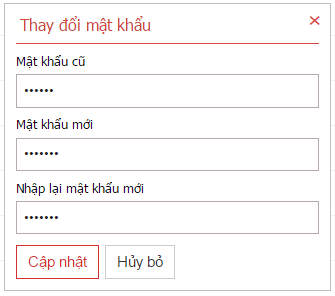 Thay đổi mật khẩu
Mật khẩu cũ
••••••
Mật khẩu mới
•••••••
Nhập lại mật khẩu mới
•••••••
Cập nhật Hủy bỏ